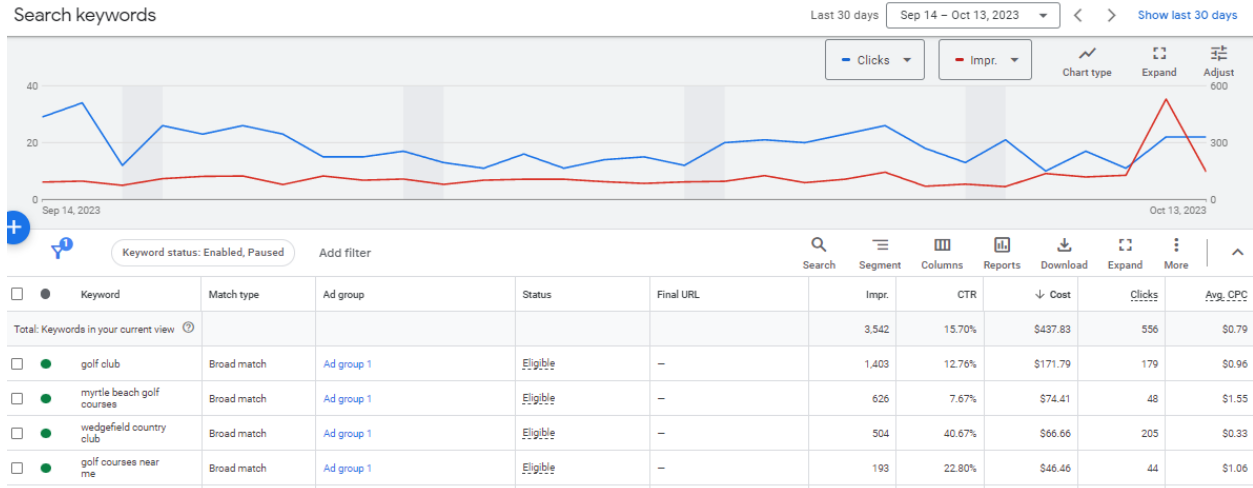 Search keywords
Last 30 days
Sep 14 – Oct 13, 2023
Show last 30 days
Clicks
Impr.
Chart type
Expand
Adjust
40
600
20
300
0
0
Sep 14, 2023
Oct 13, 2023
1
Keyword status: Enabled, Paused
Add filter
Search
Segment
Columns
Reports
Download
Expand
More
Keyword Match type Ad group Status Final URL Impr. CTR ↓ Cost Clicks Avg. CPC
Total: Keywords in your current view 3,542 15.70% $437.83 556 $0.79
golf club Broad match Ad group 1 Eligible – 1,403 12.76% $171.79 179 $0.96
myrtle beach golf
courses Broad match Ad group 1 Eligible – 626 7.67% $74.41 48 $1.55
wedgefield country
club Broad match Ad group 1 Eligible – 504 40.67% $66.66 205 $0.33
golf courses near
me Broad match Ad group 1 Eligible – 193 22.80% $46.46 44 $1.06